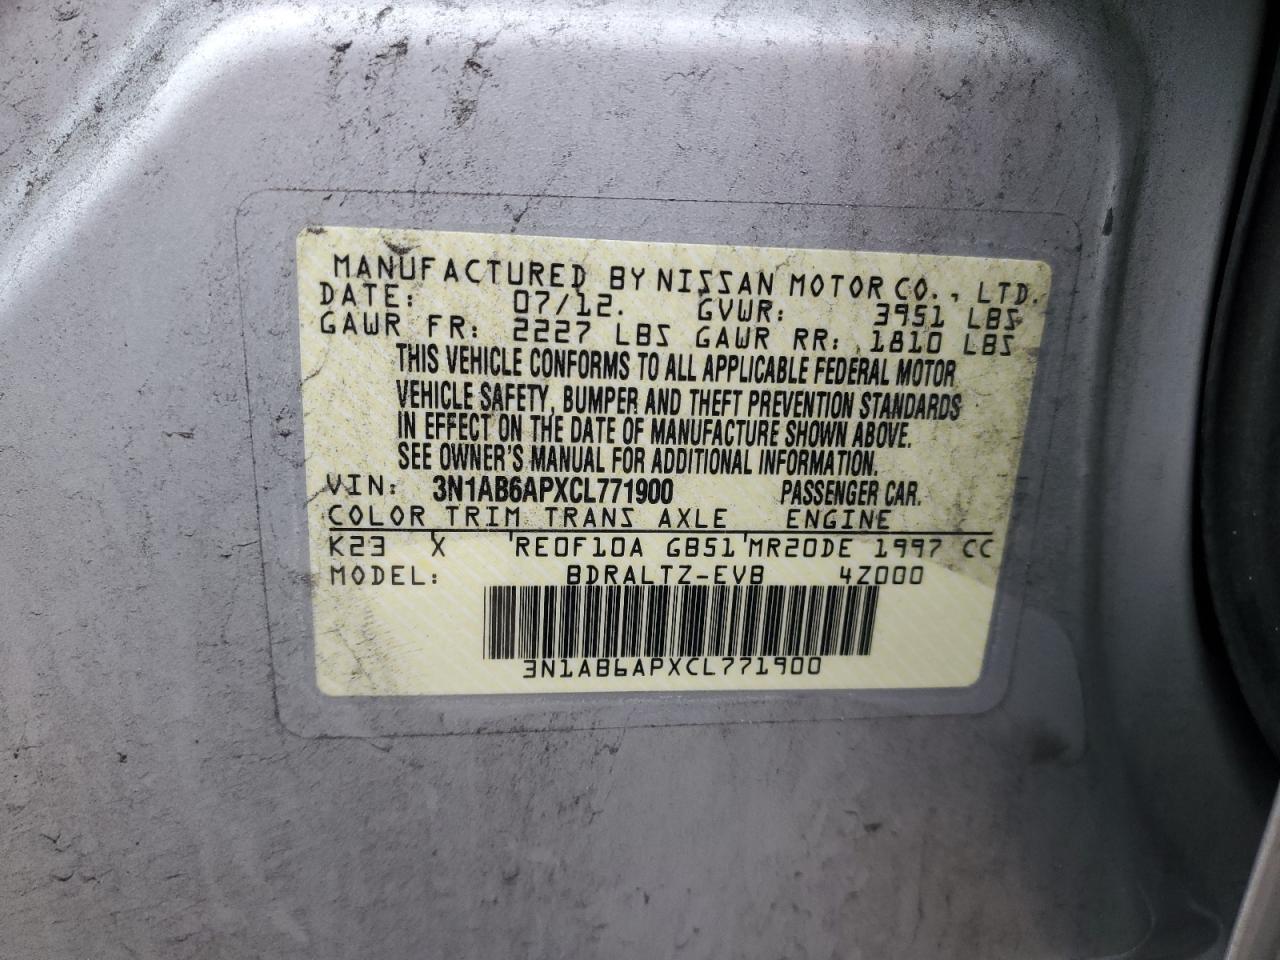 MANUFACTURED BY NISSAN MOTOR CO., LTD.
DATE: 07/12. GVWR: 3951 LBS
GAWR FR: 2227 LBS GAWR RR: 1810 LBS
THIS VEHICLE CONFORMS TO ALL APPLICABLE FEDERAL MOTOR
VEHICLE SAFETY, BUMPER AND THEFT PREVENTION STANDARDS
IN EFFECT ON THE DATE OF MANUFACTURE SHOWN ABOVE.
SEE OWNER'S MANUAL FOR ADDITIONAL INFORMATION.
VIN: 3N1AB6APXCL771900 PASSENGER CAR.
COLOR TRIM TRANS AXLE ENGINE
K23 X 'RE0F10A GB51'MR20DE 1997 CC
MODEL: BDRALTZ-EVB 4Z000
3N1AB6APXCL771900